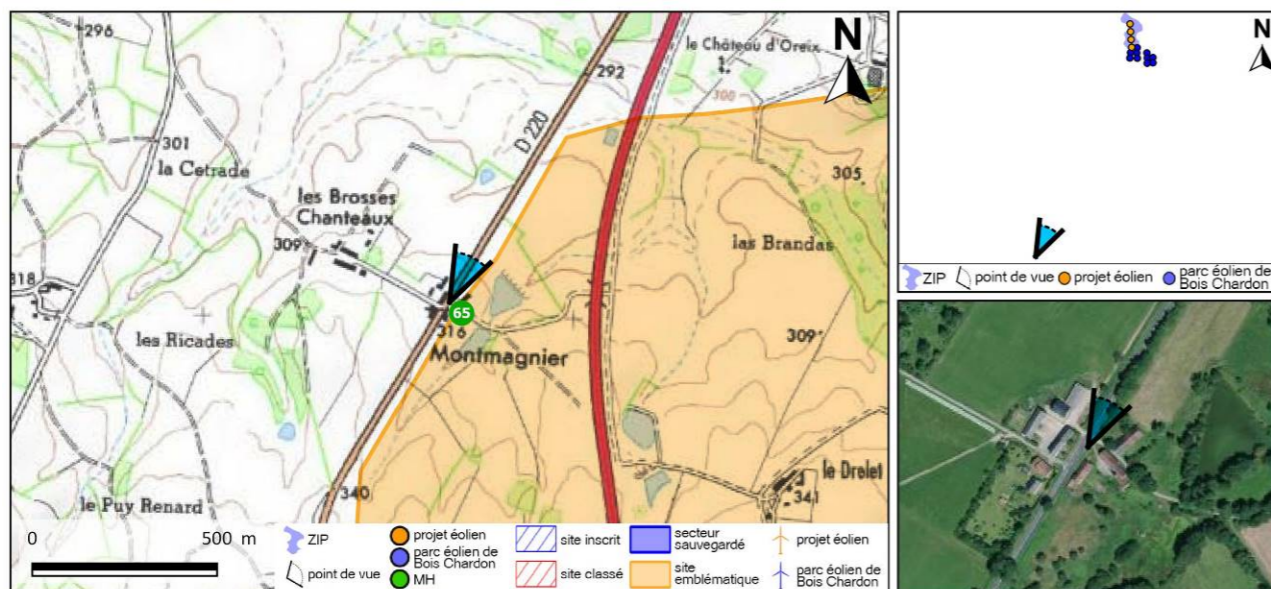 296
le Château d'Oreix
N
292
300
D 220
301
la Cetrade
305
les Brosses
Chanteaux
309
las Brandas
318
65
316
309
les Ricades
Montmagnier
le Drelet
340
341
le Puy Renard
0 500 m
ZIP
point de vue
projet éolien
parc éolien de
Bois Chardon
MH
site inscrit
site classé
secteur
sauvegardé
site
emblématique
projet éolien
parc éolien de
Bois Chardon
N
ZIP
point de vue
projet éolien
parc éolien de
Bois Chardon